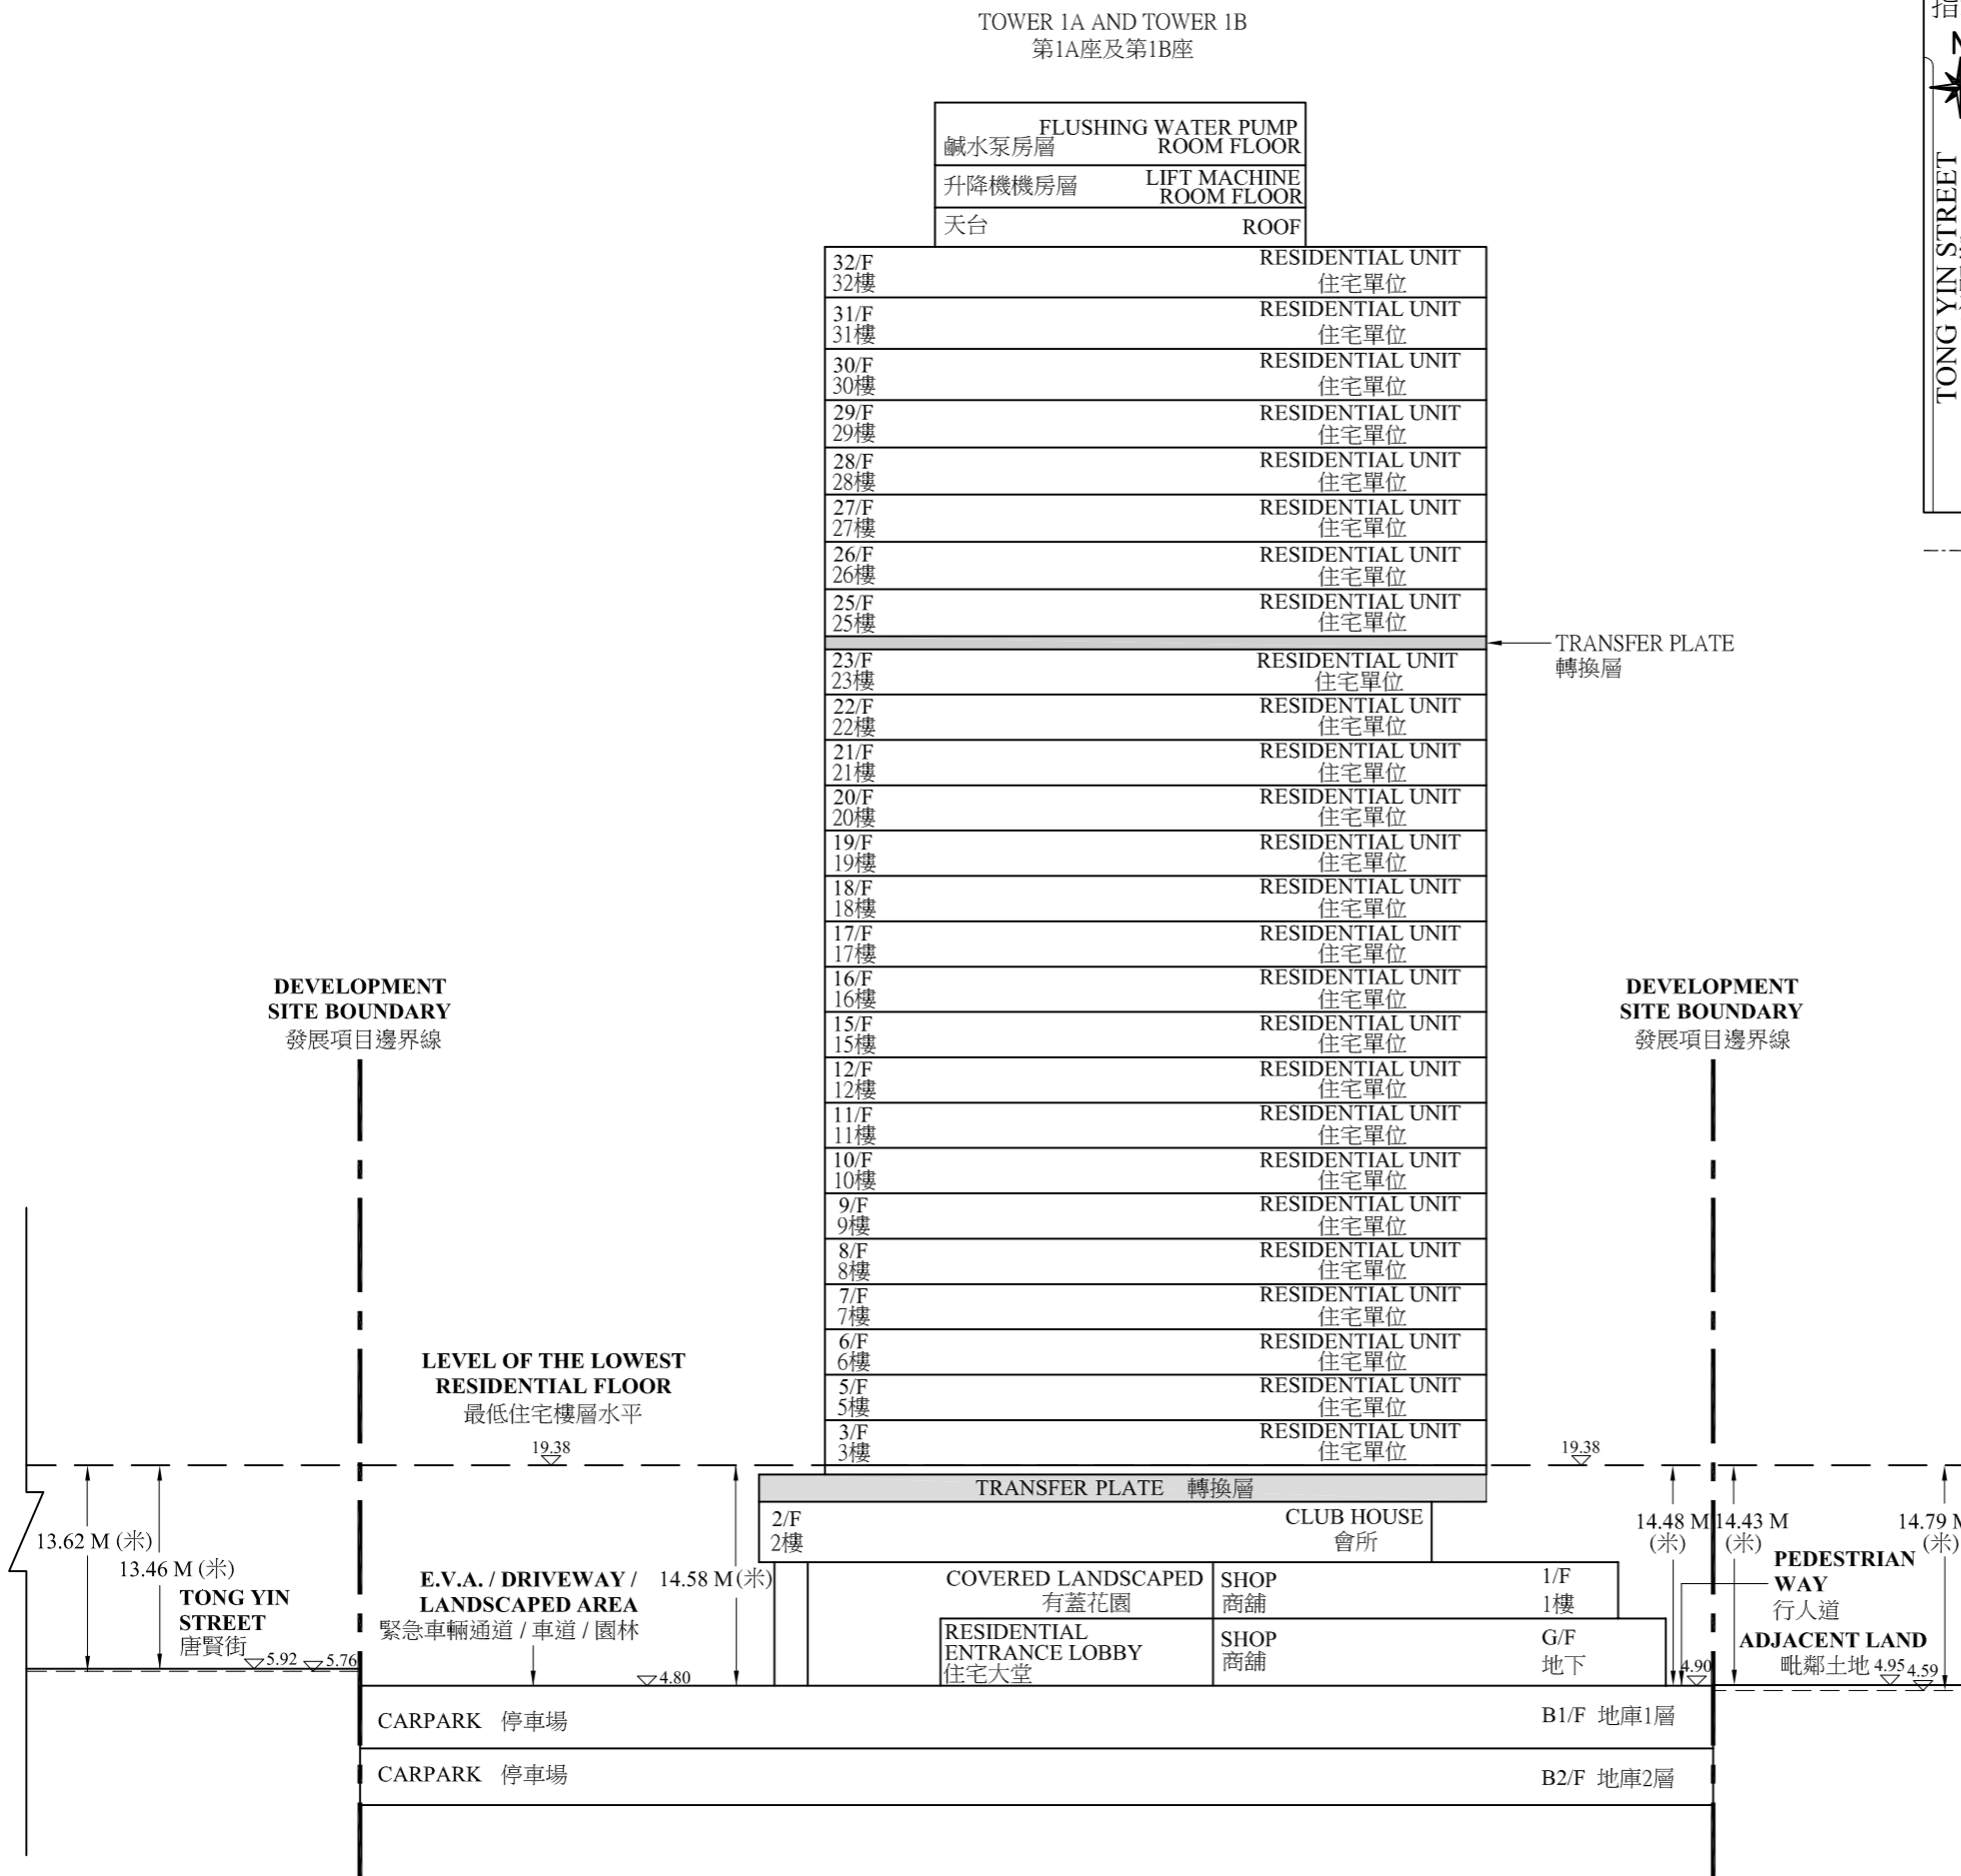 TOWER 1A AND TOWER 1B
第1A座及第1B座
TONG YIN STREET
FLUSHING WATER PUMP
ROOM FLOOR
鹹水泵房層
LIFT MACHINE
ROOM FLOOR
升降機機房層
天台 ROOF
32/F RESIDENTIAL UNIT
32樓 住宅單位
31/F RESIDENTIAL UNIT
31樓 住宅單位
30/F RESIDENTIAL UNIT
30樓 住宅單位
29/F RESIDENTIAL UNIT
29樓 住宅單位
28/F RESIDENTIAL UNIT
28樓 住宅單位
27/F RESIDENTIAL UNIT
27樓 住宅單位
26/F RESIDENTIAL UNIT
26樓 住宅單位
25/F RESIDENTIAL UNIT
25樓 住宅單位
TRANSFER PLATE
轉換層
23/F RESIDENTIAL UNIT
23樓 住宅單位
22/F RESIDENTIAL UNIT
22樓 住宅單位
21/F RESIDENTIAL UNIT
21樓 住宅單位
20/F RESIDENTIAL UNIT
20樓 住宅單位
19/F RESIDENTIAL UNIT
19樓 住宅單位
18/F RESIDENTIAL UNIT
18樓 住宅單位
17/F RESIDENTIAL UNIT
17樓 住宅單位
16/F RESIDENTIAL UNIT
16樓 住宅單位
15/F RESIDENTIAL UNIT
15樓 住宅單位
12/F RESIDENTIAL UNIT
12樓 住宅單位
11/F RESIDENTIAL UNIT
11樓 住宅單位
10/F RESIDENTIAL UNIT
10樓 住宅單位
9/F RESIDENTIAL UNIT
9樓 住宅單位
8/F RESIDENTIAL UNIT
8樓 住宅單位
7/F RESIDENTIAL UNIT
7樓 住宅單位
6/F RESIDENTIAL UNIT
6樓 住宅單位
5/F RESIDENTIAL UNIT
5樓 住宅單位
3/F RESIDENTIAL UNIT
3樓 住宅單位
DEVELOPMENT
SITE BOUNDARY
發展項目邊界線
DEVELOPMENT
SITE BOUNDARY
發展項目邊界線
LEVEL OF THE LOWEST
RESIDENTIAL FLOOR
最低住宅樓層水平
19.38
19.38
TRANSFER PLATE 轉換層
2/F CLUB HOUSE
2樓 會所
13.62 M (米)
13.46 M (米)
TONG YIN
STREET
唐賢街
5.92 5.76
E.V.A. / DRIVEWAY /
LANDSCAPED AREA
緊急車輛通道 / 車道 / 園林
14.58 M (米)
4.80
COVERED LANDSCAPED
有蓋花園
SHOP 1/F
商舖 1樓
RESIDENTIAL
ENTRANCE LOBBY
住宅大堂
SHOP G/F
商舖 地下
14.48 M
(米)
14.43 M
(米)
14.79 M
(米)
PEDESTRIAN
WAY
行人道
ADJACENT LAND
毗鄰土地
4.90
4.95 4.59
CARPARK 停車場 B1/F 地庫1層
CARPARK 停車場 B2/F 地庫2層